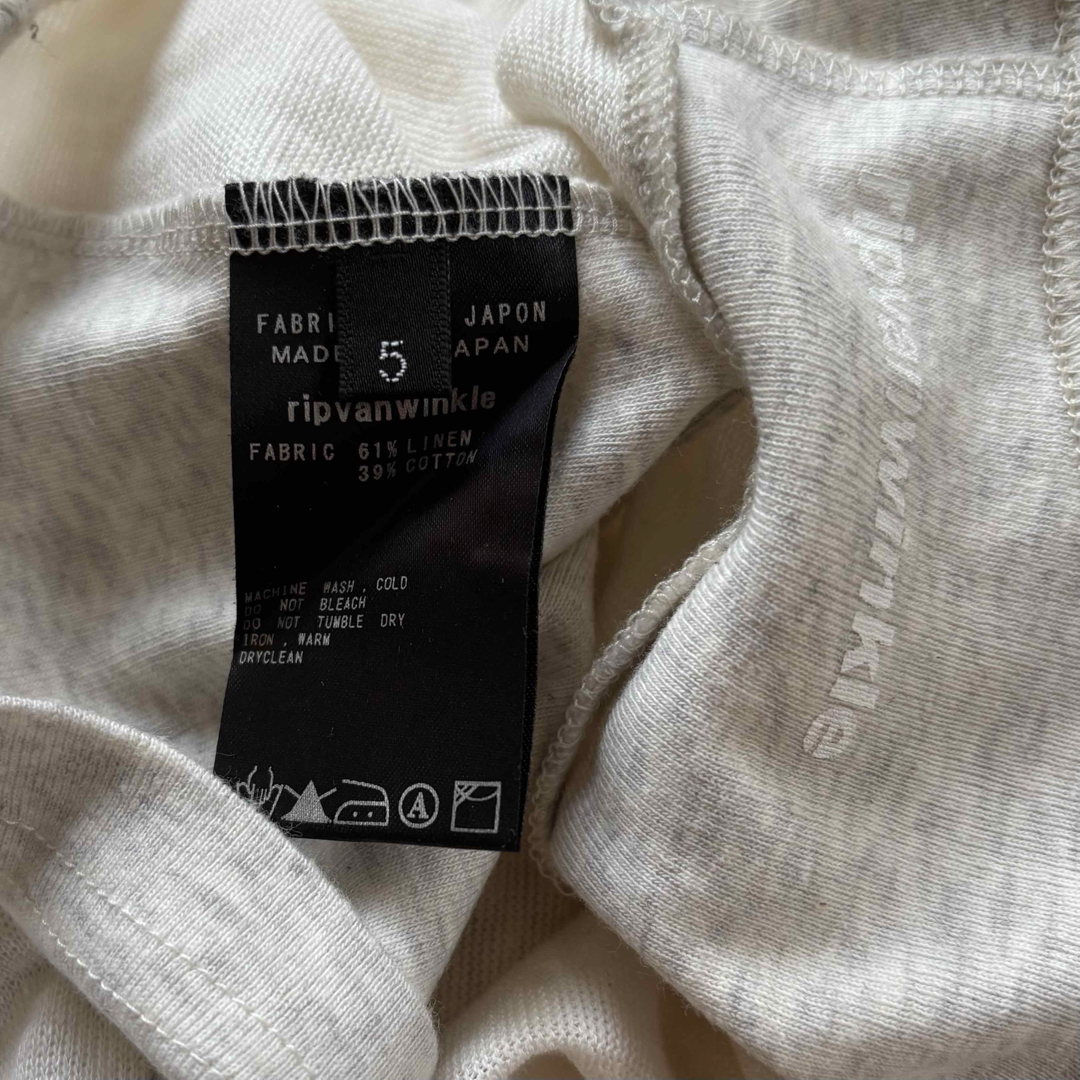 FABRI JAPON
MADE APAN
5
ripvanwinkle
FABRIC 61% LINEN
39% COTTON
MACHINE WASH, COLD
DO NOT BLEACH
DO NOT TUMBLE DRY
IRON, WARM
DRYCLEAN
A
ripvanwinkle